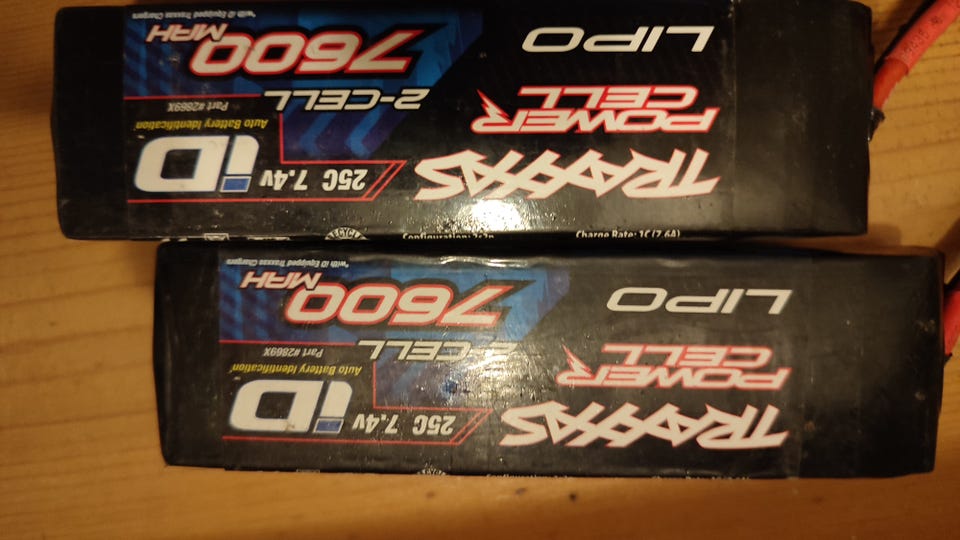 TRAXXAS
POWER
CELL
LIPO
25C 7.4v
iD
Auto Battery Identification
Part #2869X
2-CELL
7600
MAH
*with iD Equipped Traxxas Chargers
RECYCLE
Configuration: 2s2p
Charge Rate: 1C (7.6A)
TRAXXAS
POWER
CELL
LIPO
25C 7.4v
iD
Auto Battery Identification
Part #2869X
2-CELL
7600
MAH
*with iD Equipped Traxxas Chargers